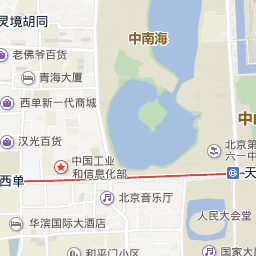 灵境胡同
中南海
老佛爷百货
青海大厦
西单新一代商城
中山
汉光百货
北京第
六一中
中国工业
和信息化部
西单
天
北京音乐厅
人民大会堂
华滨国际大酒店
和平门小区
国家大